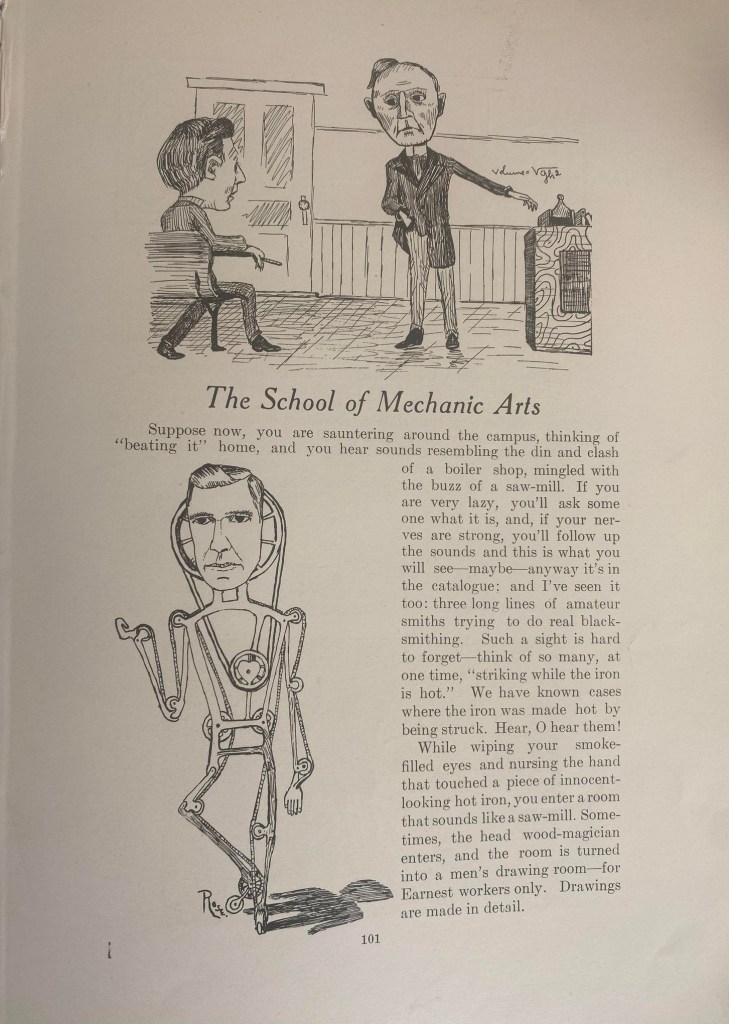 The School of Mechanic Arts
Suppose now, you are sauntering around the campus, thinking of
"beating it" home, and you hear sounds resembling the din and clash
of a boiler shop, mingled with
the buzz of a saw-mill. If you
are very lazy, you'll ask some
one what it is, and, if your ner-
ves are strong, you'll follow up
the sounds and this is what you
will see—maybe—anyway it's in
the catalogue: and I've seen it
too: three long lines of amateur
smiths trying to do real black-
smithing. Such a sight is hard
to forget—think of so many, at
one time, "striking while the iron
is hot." We have known cases
where the iron was made hot by
being struck. Hear, O hear them!
While wiping your smoke-
filled eyes and nursing the hand
that touched a piece of innocent-
looking hot iron, you enter a room
that sounds like a saw-mill. Some-
times, the head wood-magician
enters, and the room is turned
into a men's drawing room—for
Earnest workers only. Drawings
are made in detail.
101